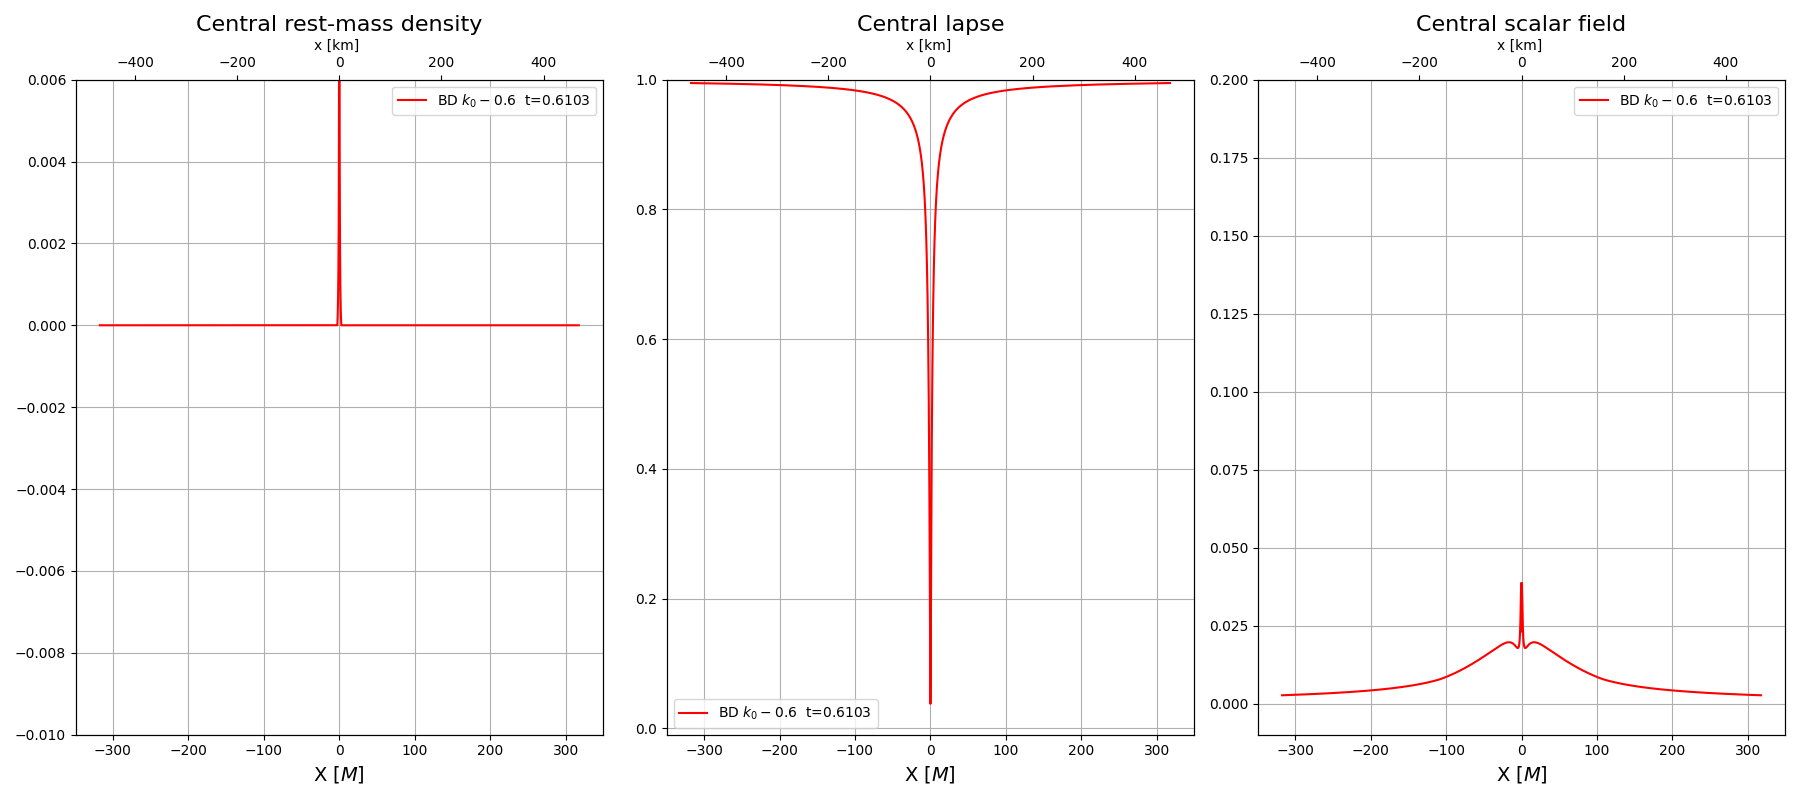 Central rest-mass density
x [km]
−400 −200 0 200 400
0.006
0.004
0.002
0.000
−0.002
−0.004
−0.006
−0.008
−0.010
BD k₀ − 0.6 t=0.6103
−300 −200 −100 0 100 200 300
X [M]
Central lapse
x [km]
−400 −200 0 200 400
1.0
0.8
0.6
0.4
0.2
0.0
BD k₀ − 0.6 t=0.6103
−300 −200 −100 0 100 200 300
X [M]
Central scalar field
x [km]
−400 −200 0 200 400
0.200
0.175
0.150
0.125
0.100
0.075
0.050
0.025
0.000
BD k₀ − 0.6 t=0.6103
−300 −200 −100 0 100 200 300
X [M]